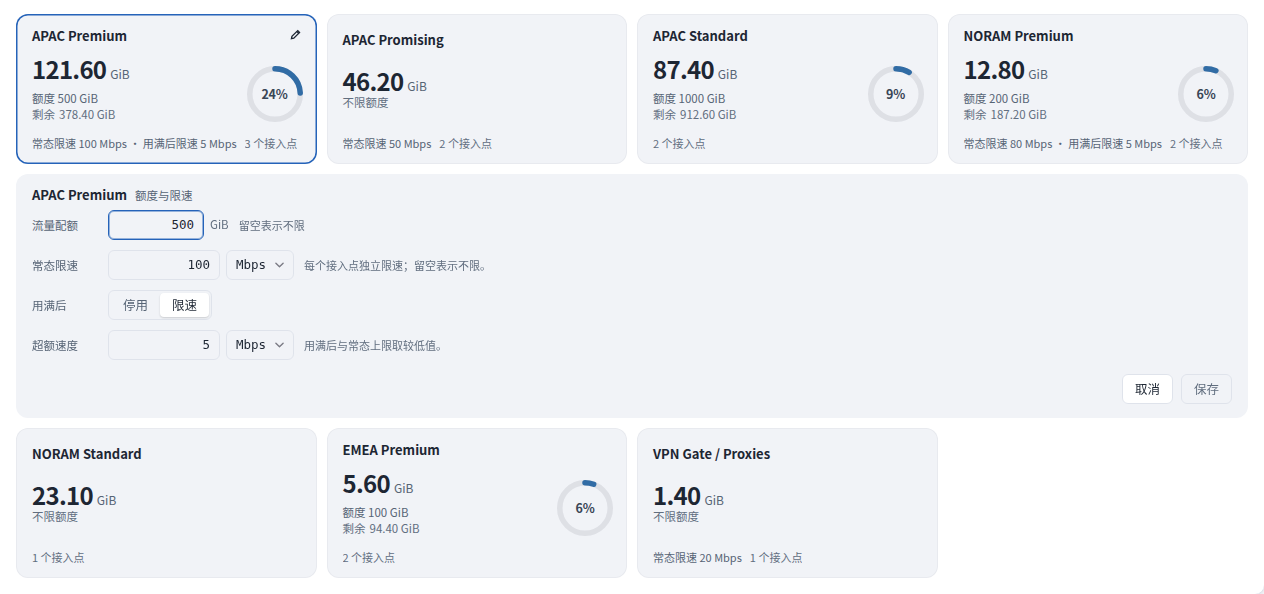 APAC Premium
121.60 GiB
额度 500 GiB
剩余 378.40 GiB
24%
常态限速 100 Mbps · 用满后限速 5 Mbps 3 个接入点
APAC Promising
46.20 GiB
不限额度
常态限速 50 Mbps 2 个接入点
APAC Standard
87.40 GiB
额度 1000 GiB
剩余 912.60 GiB
9%
2 个接入点
NORAM Premium
12.80 GiB
额度 200 GiB
剩余 187.20 GiB
6%
常态限速 80 Mbps · 用满后限速 5 Mbps 2 个接入点
APAC Premium 额度与限速
流量配额 500 GiB 留空表示不限
常态限速 100 Mbps 每个接入点独立限速；留空表示不限。
用满后 停用 限速
超额速度 5 Mbps 用满后与常态上限取较低值。
取消 保存
NORAM Standard
23.10 GiB
不限额度
1 个接入点
EMEA Premium
5.60 GiB
额度 100 GiB
剩余 94.40 GiB
6%
2 个接入点
VPN Gate / Proxies
1.40 GiB
不限额度
常态限速 20 Mbps 1 个接入点